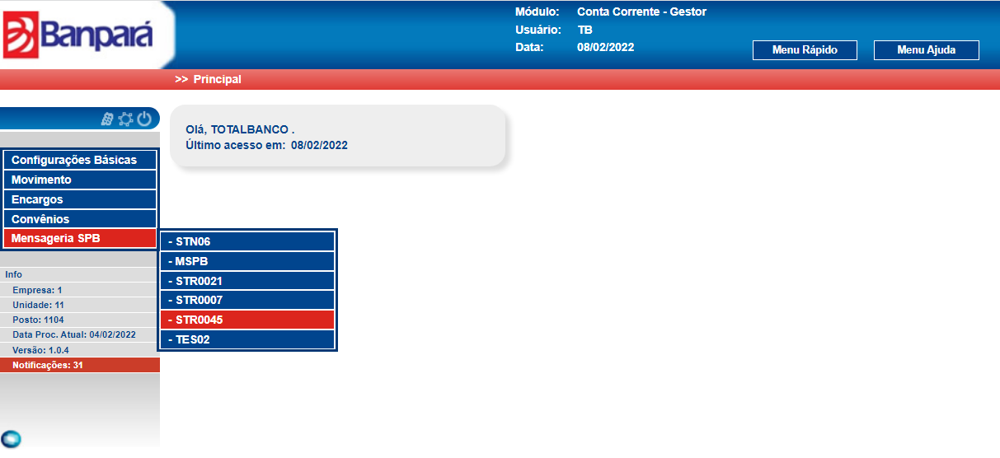 Banpará
Módulo: Conta Corrente - Gestor
Usuário: TB
Data: 08/02/2022
Menu Rápido
Menu Ajuda
>> Principal
Olá, TOTALBANCO .
Último acesso em: 08/02/2022
Configurações Básicas
Movimento
Encargos
Convênios
Mensageria SPB
- STN06
- MSPB
- STR0021
- STR0007
- STR0045
- TES02
Info
Empresa: 1
Unidade: 11
Posto: 1104
Data Proc. Atual: 04/02/2022
Versão: 1.0.4
Notificações: 31